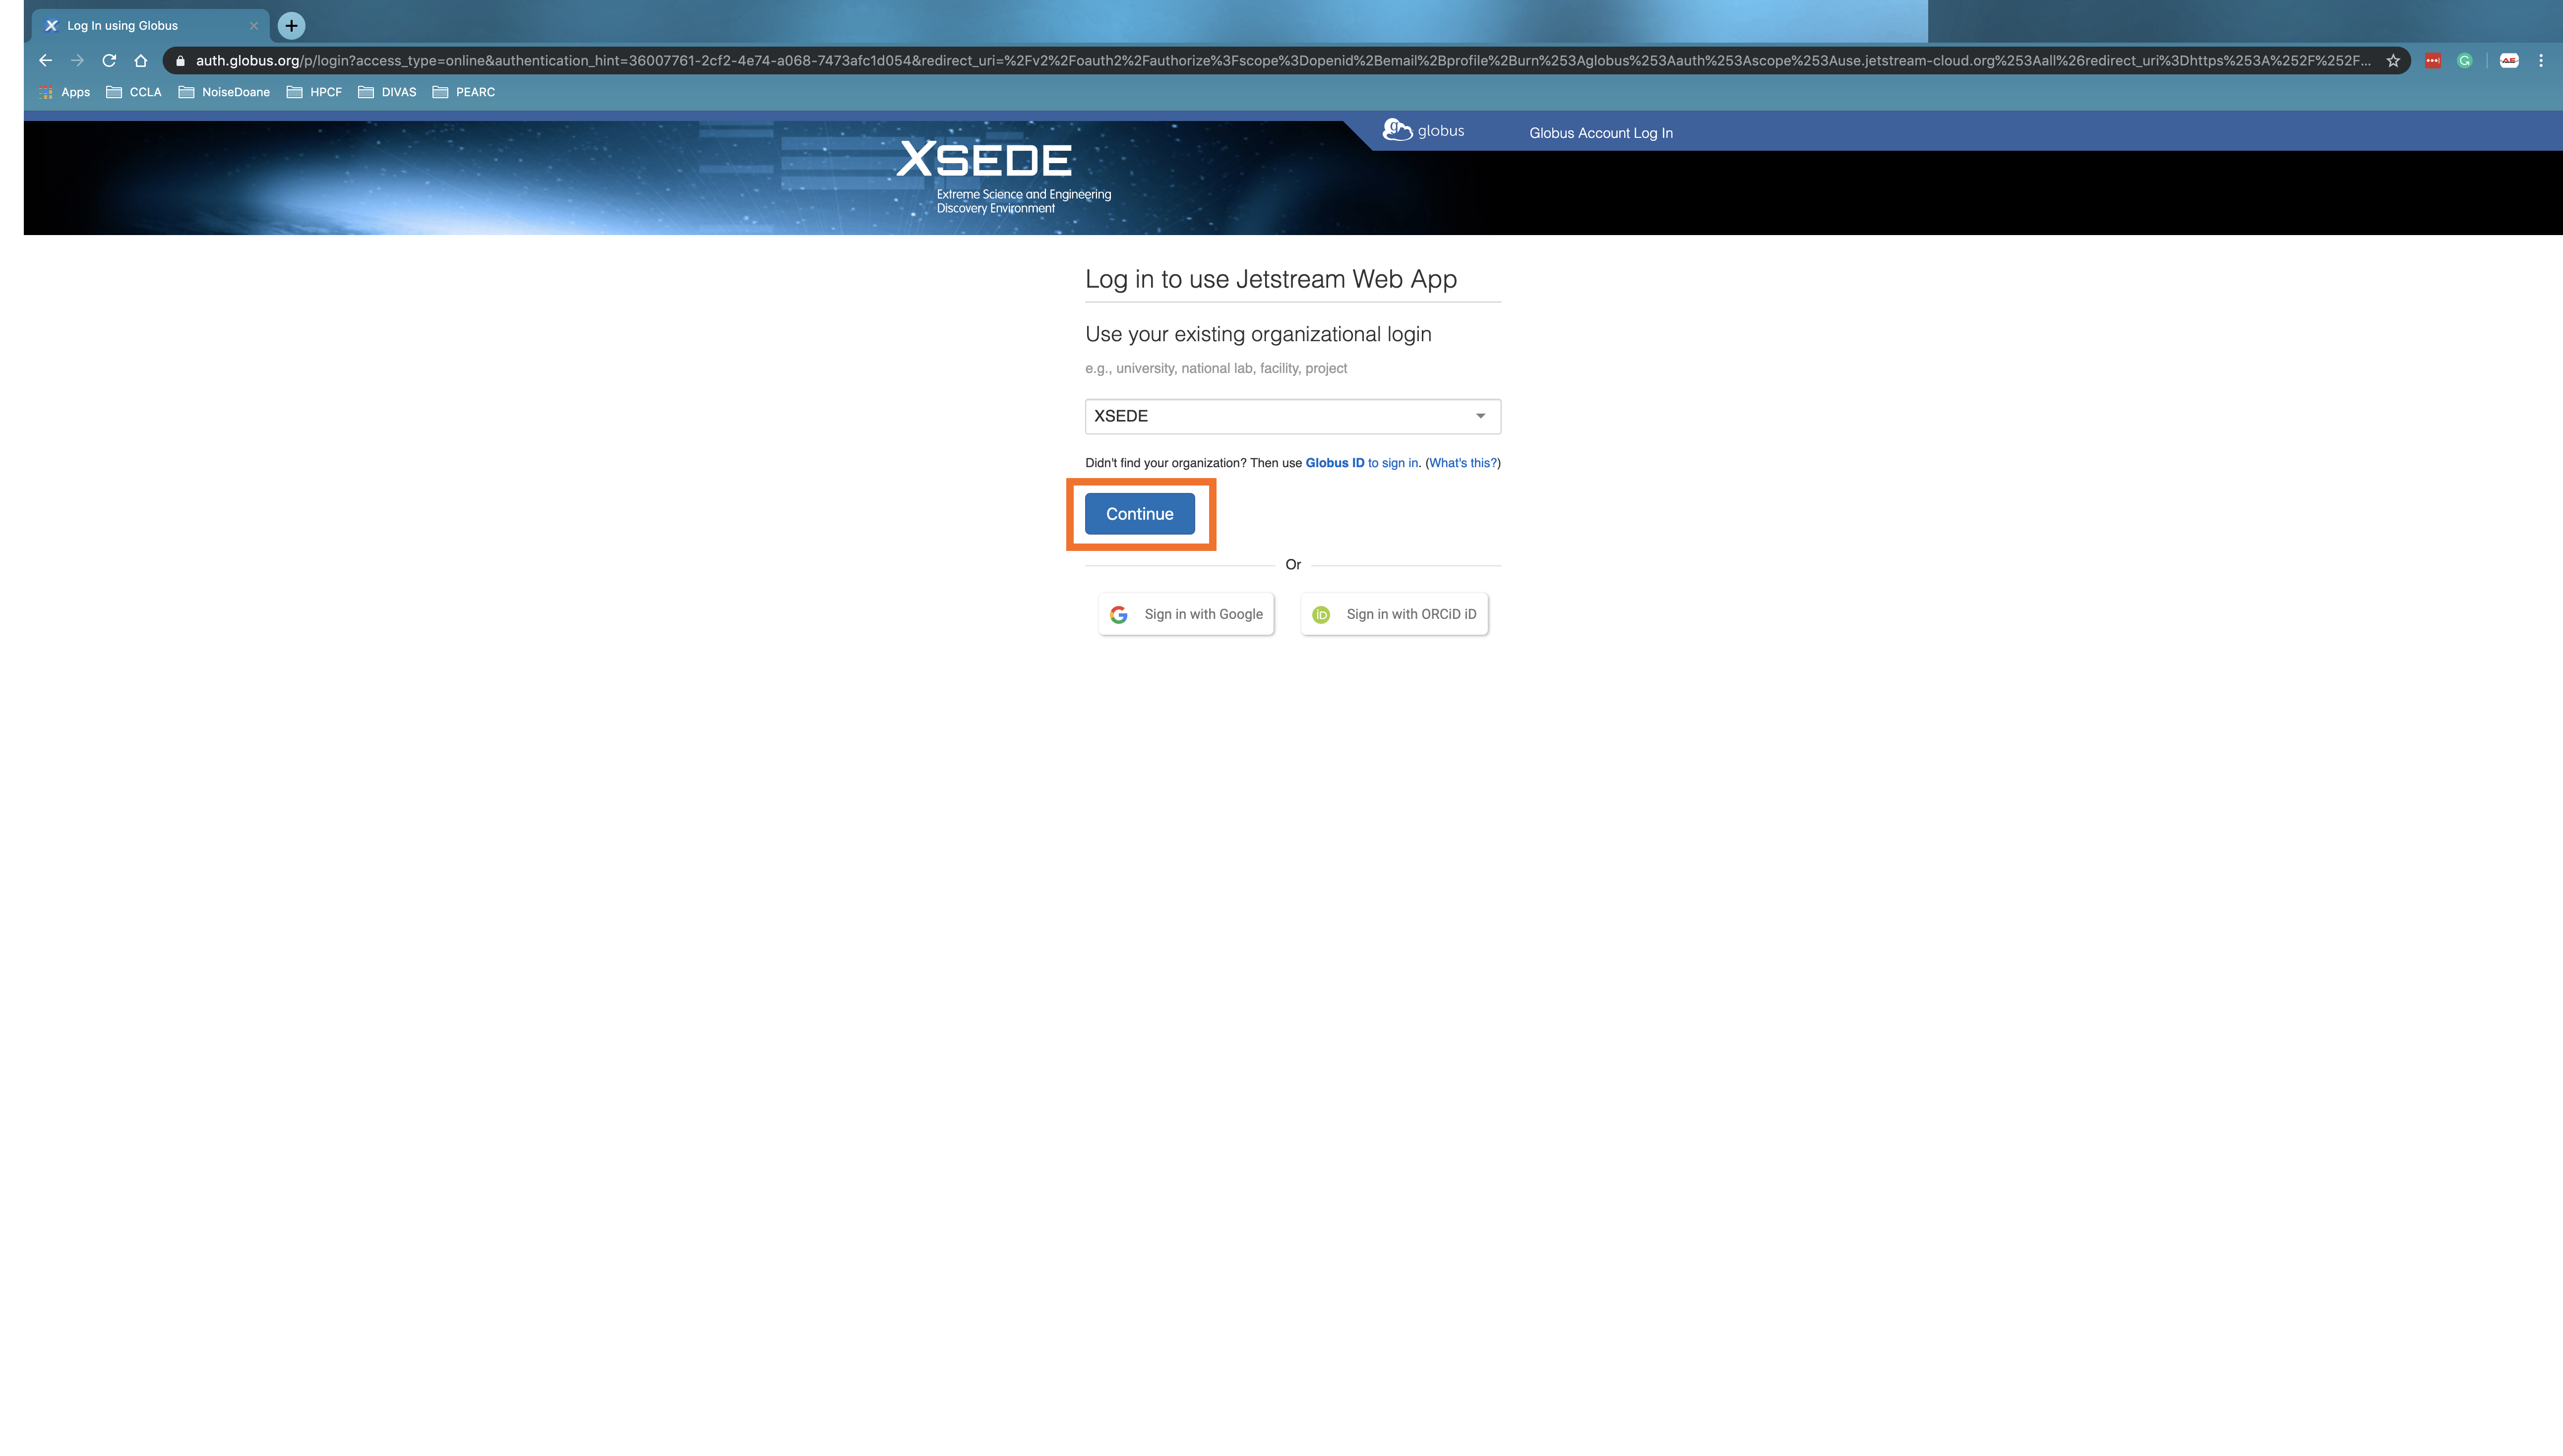 Log In using Globus
auth.globus.org/p/login?access_type=online&authentication_hint=36007761-2cf2-4e74-a068-7473afc1d054&redirect_uri=%2Fv2%2Foauth2%2Fauthorize%3Fscope%3Dopenid%2Bemail%2Bprofile%2Burn%253Aglobus%253Aauth%253Ascope%253Ause.jetstream-cloud.org%253Aall%26redirect_uri%3Dhttps%253A%252F%252F...
Apps CCLA NoiseDoane HPCF DIVAS PEARC
globus Globus Account Log In
XSEDE
Extreme Science and Engineering
Discovery Environment
Log in to use Jetstream Web App
Use your existing organizational login
e.g., university, national lab, facility, project
XSEDE
Didn't find your organization? Then use Globus ID to sign in. (What's this?)
Continue
Or
Sign in with Google Sign in with ORCiD iD